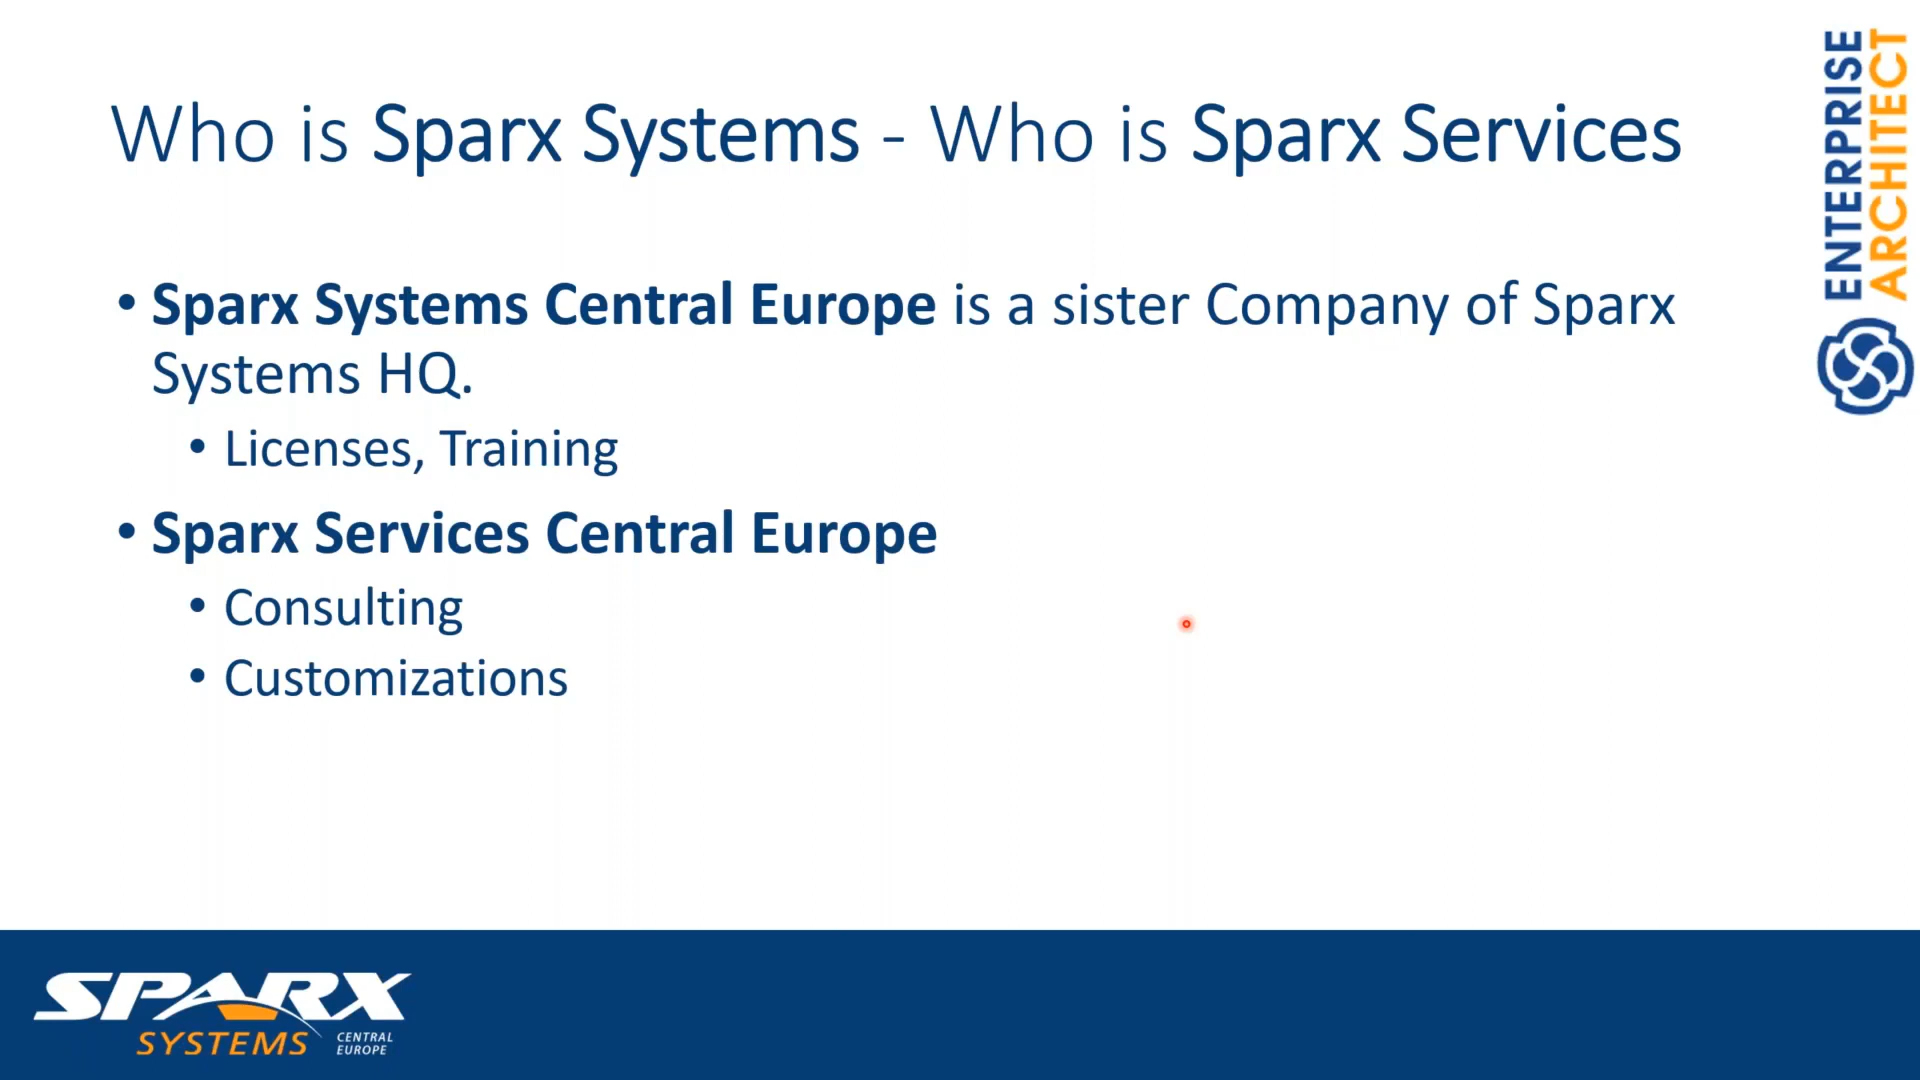 Who is Sparx Systems - Who is Sparx Services
• Sparx Systems Central Europe is a sister Company of Sparx
Systems HQ.
• Licenses, Training
• Sparx Services Central Europe
• Consulting
• Customizations
ENTERPRISE
ARCHITECT
SPARX
SYSTEMS
CENTRAL
EUROPE